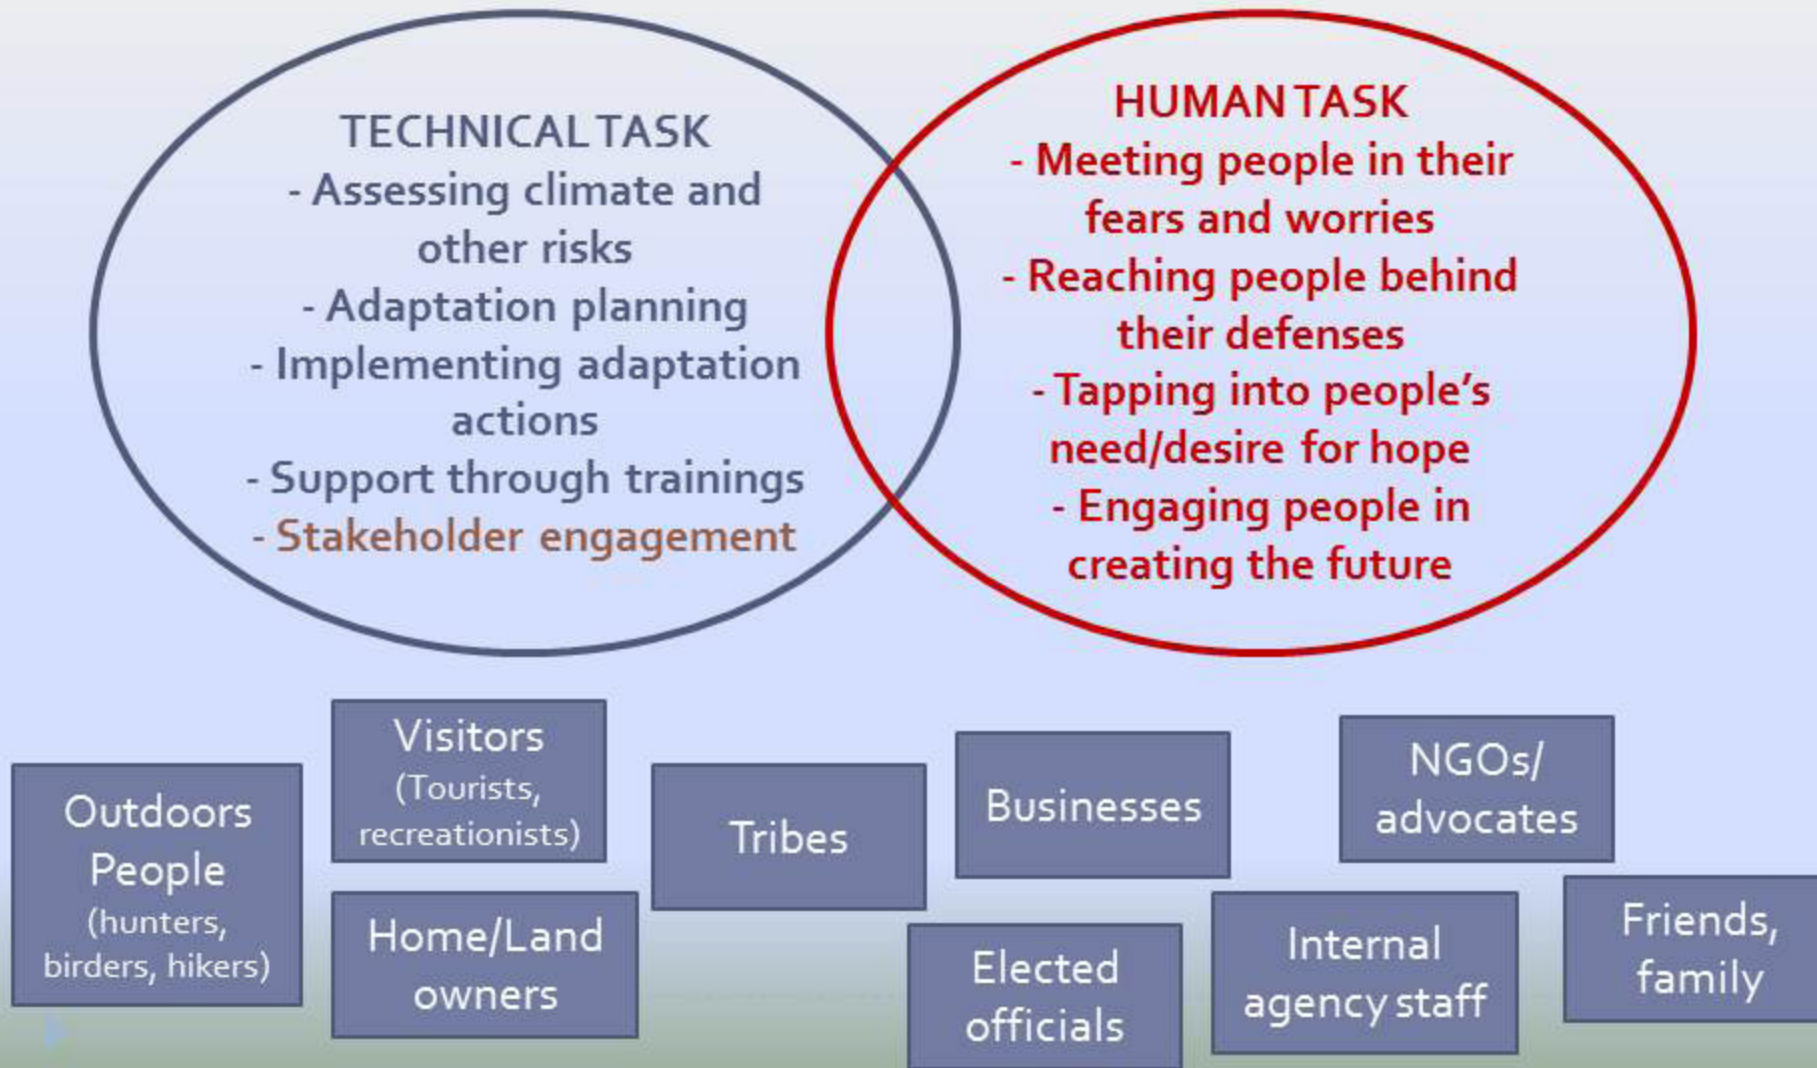 TECHNICAL TASK
- Assessing climate and
other risks
- Adaptation planning
- Implementing adaptation
actions
- Support through trainings
- Stakeholder engagement
HUMAN TASK
- Meeting people in their
fears and worries
- Reaching people behind
their defenses
- Tapping into people’s
need/desire for hope
- Engaging people in
creating the future
Outdoors
People
(hunters,
birders, hikers)
Visitors
(Tourists,
recreationists)
Home/Land
owners
Tribes
Businesses
Elected
officials
NGOs/
advocates
Internal
agency staff
Friends,
family